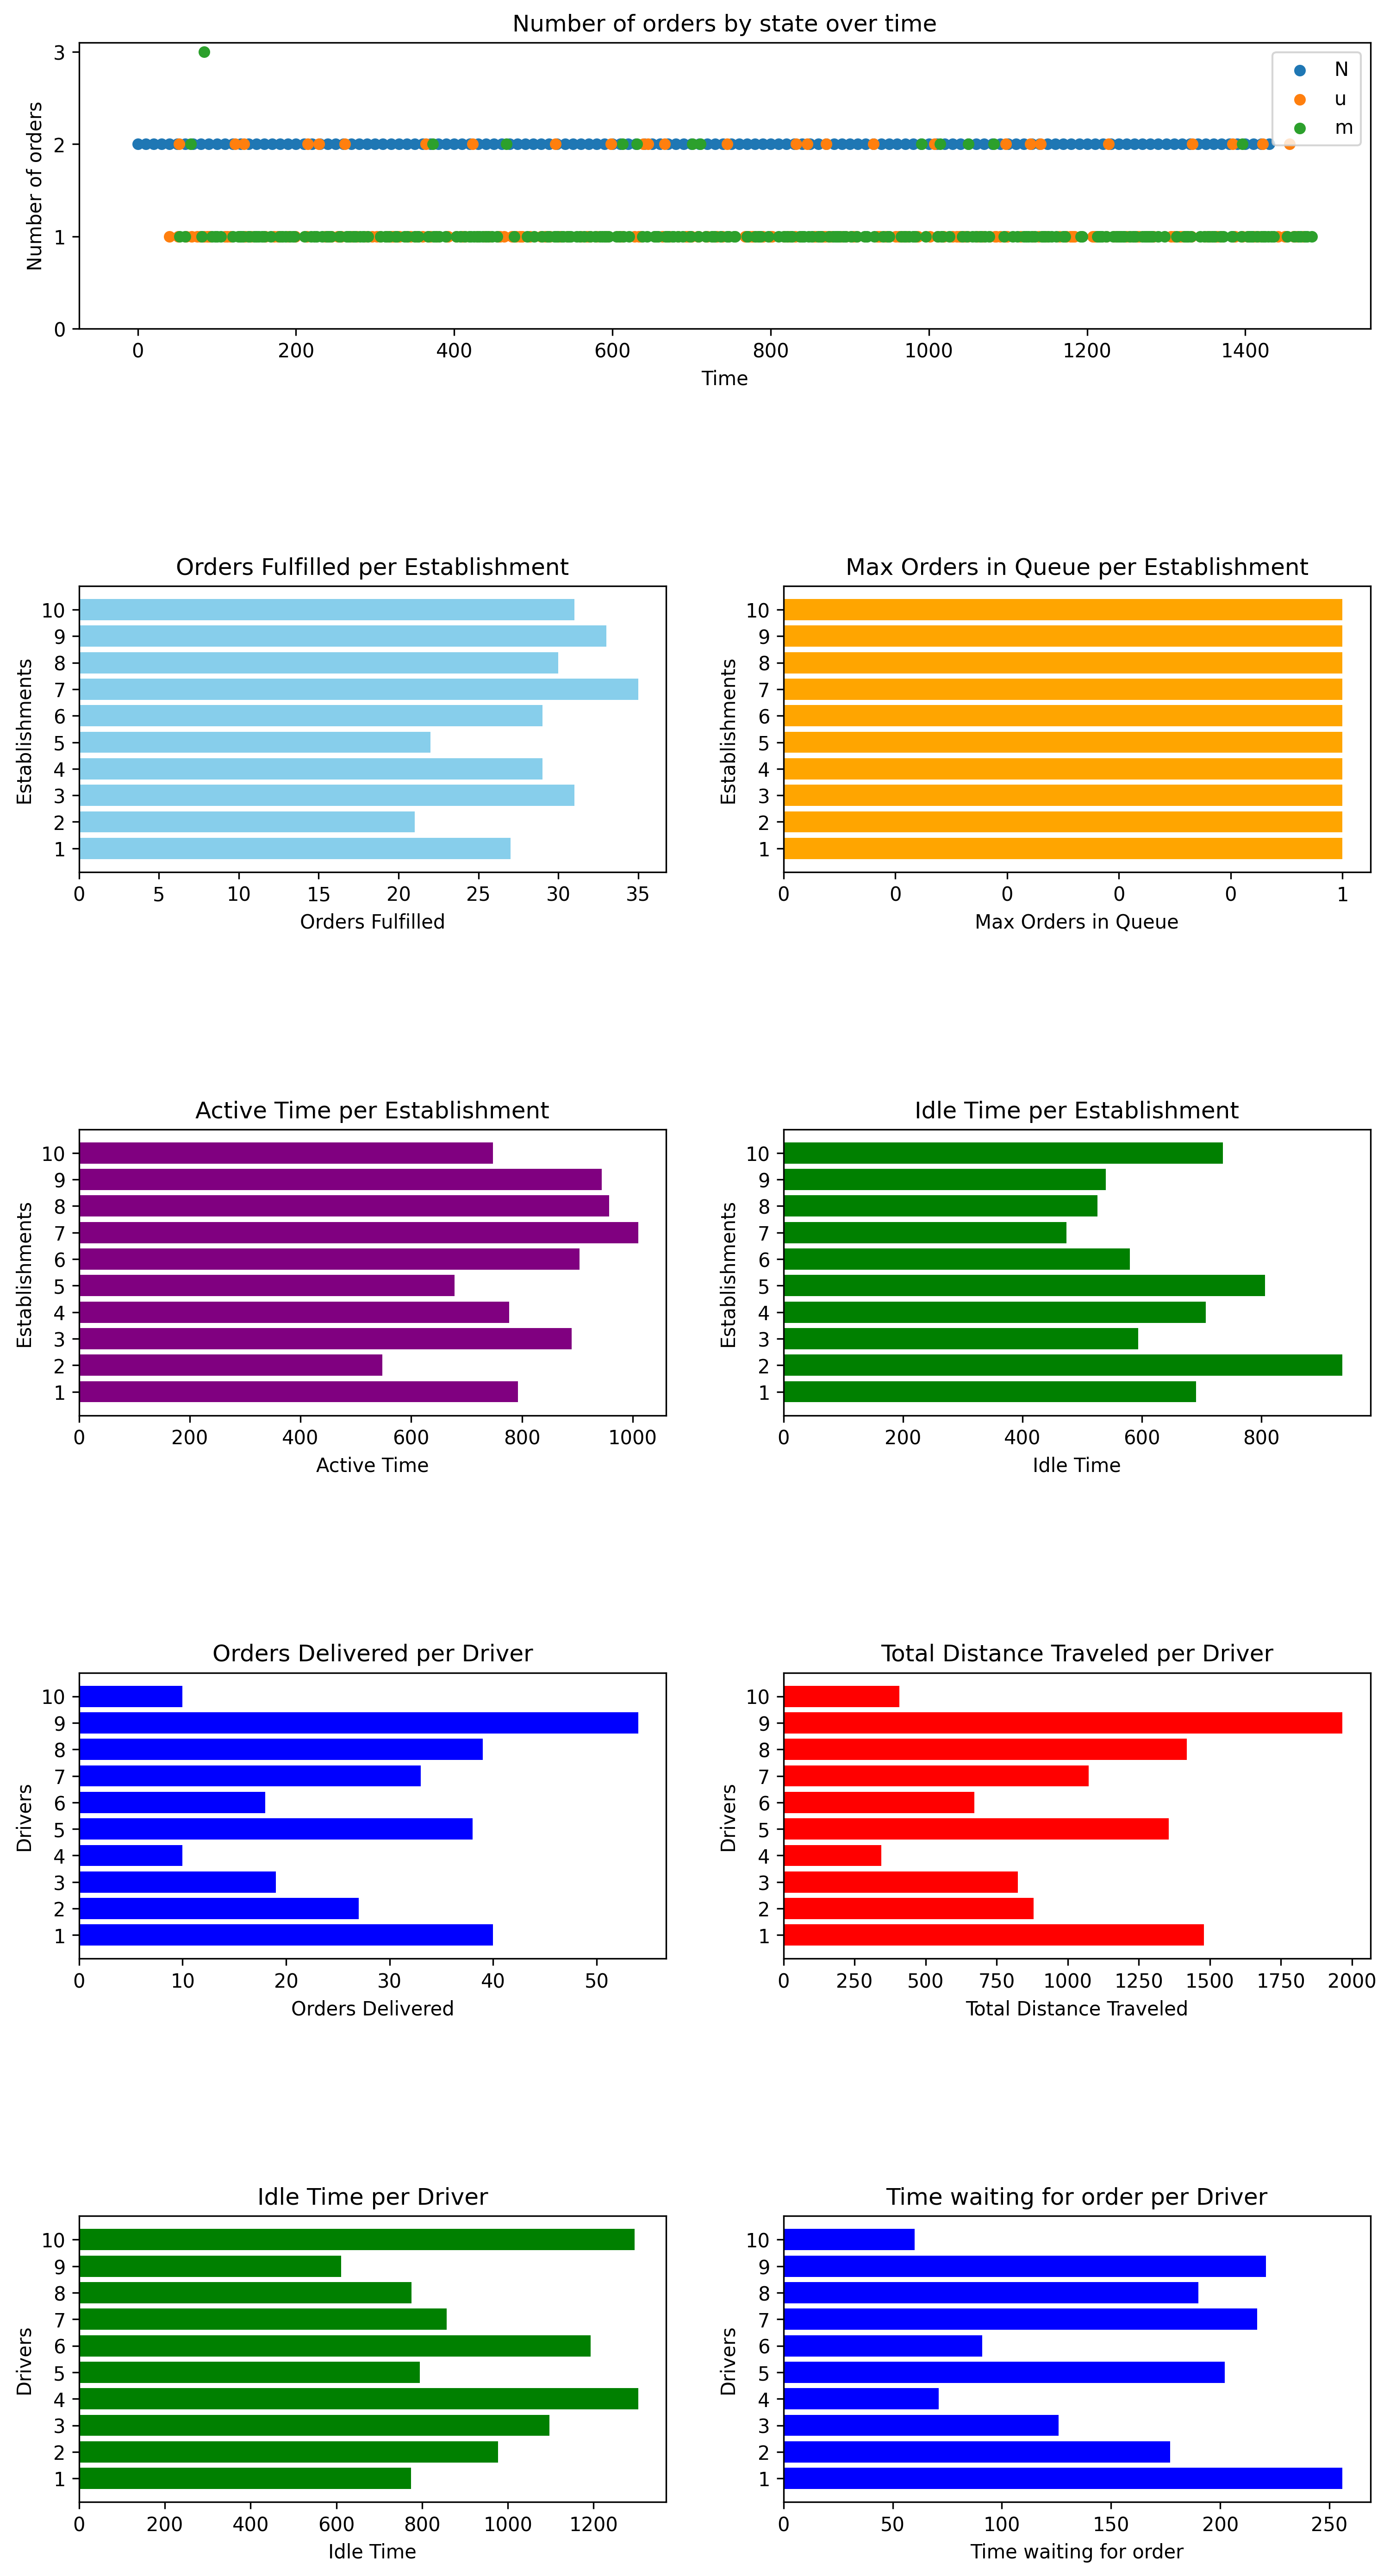 Number of orders by state over time
Number of orders
3
2
1
0
N
u
m
0 200 400 600 800 1000 1200 1400
Time
Orders Fulfilled per Establishment
Establishments
10
9
8
7
6
5
4
3
2
1
0 5 10 15 20 25 30 35
Orders Fulfilled
Max Orders in Queue per Establishment
Establishments
10
9
8
7
6
5
4
3
2
1
0 0 0 0 0 1
Max Orders in Queue
Active Time per Establishment
Establishments
10
9
8
7
6
5
4
3
2
1
0 200 400 600 800 1000
Active Time
Idle Time per Establishment
Establishments
10
9
8
7
6
5
4
3
2
1
0 200 400 600 800
Idle Time
Orders Delivered per Driver
Drivers
10
9
8
7
6
5
4
3
2
1
0 10 20 30 40 50
Orders Delivered
Total Distance Traveled per Driver
Drivers
10
9
8
7
6
5
4
3
2
1
0 250 500 750 1000 1250 1500 1750 2000
Total Distance Traveled
Idle Time per Driver
Drivers
10
9
8
7
6
5
4
3
2
1
0 200 400 600 800 1000 1200
Idle Time
Time waiting for order per Driver
Drivers
10
9
8
7
6
5
4
3
2
1
0 50 100 150 200 250
Time waiting for order